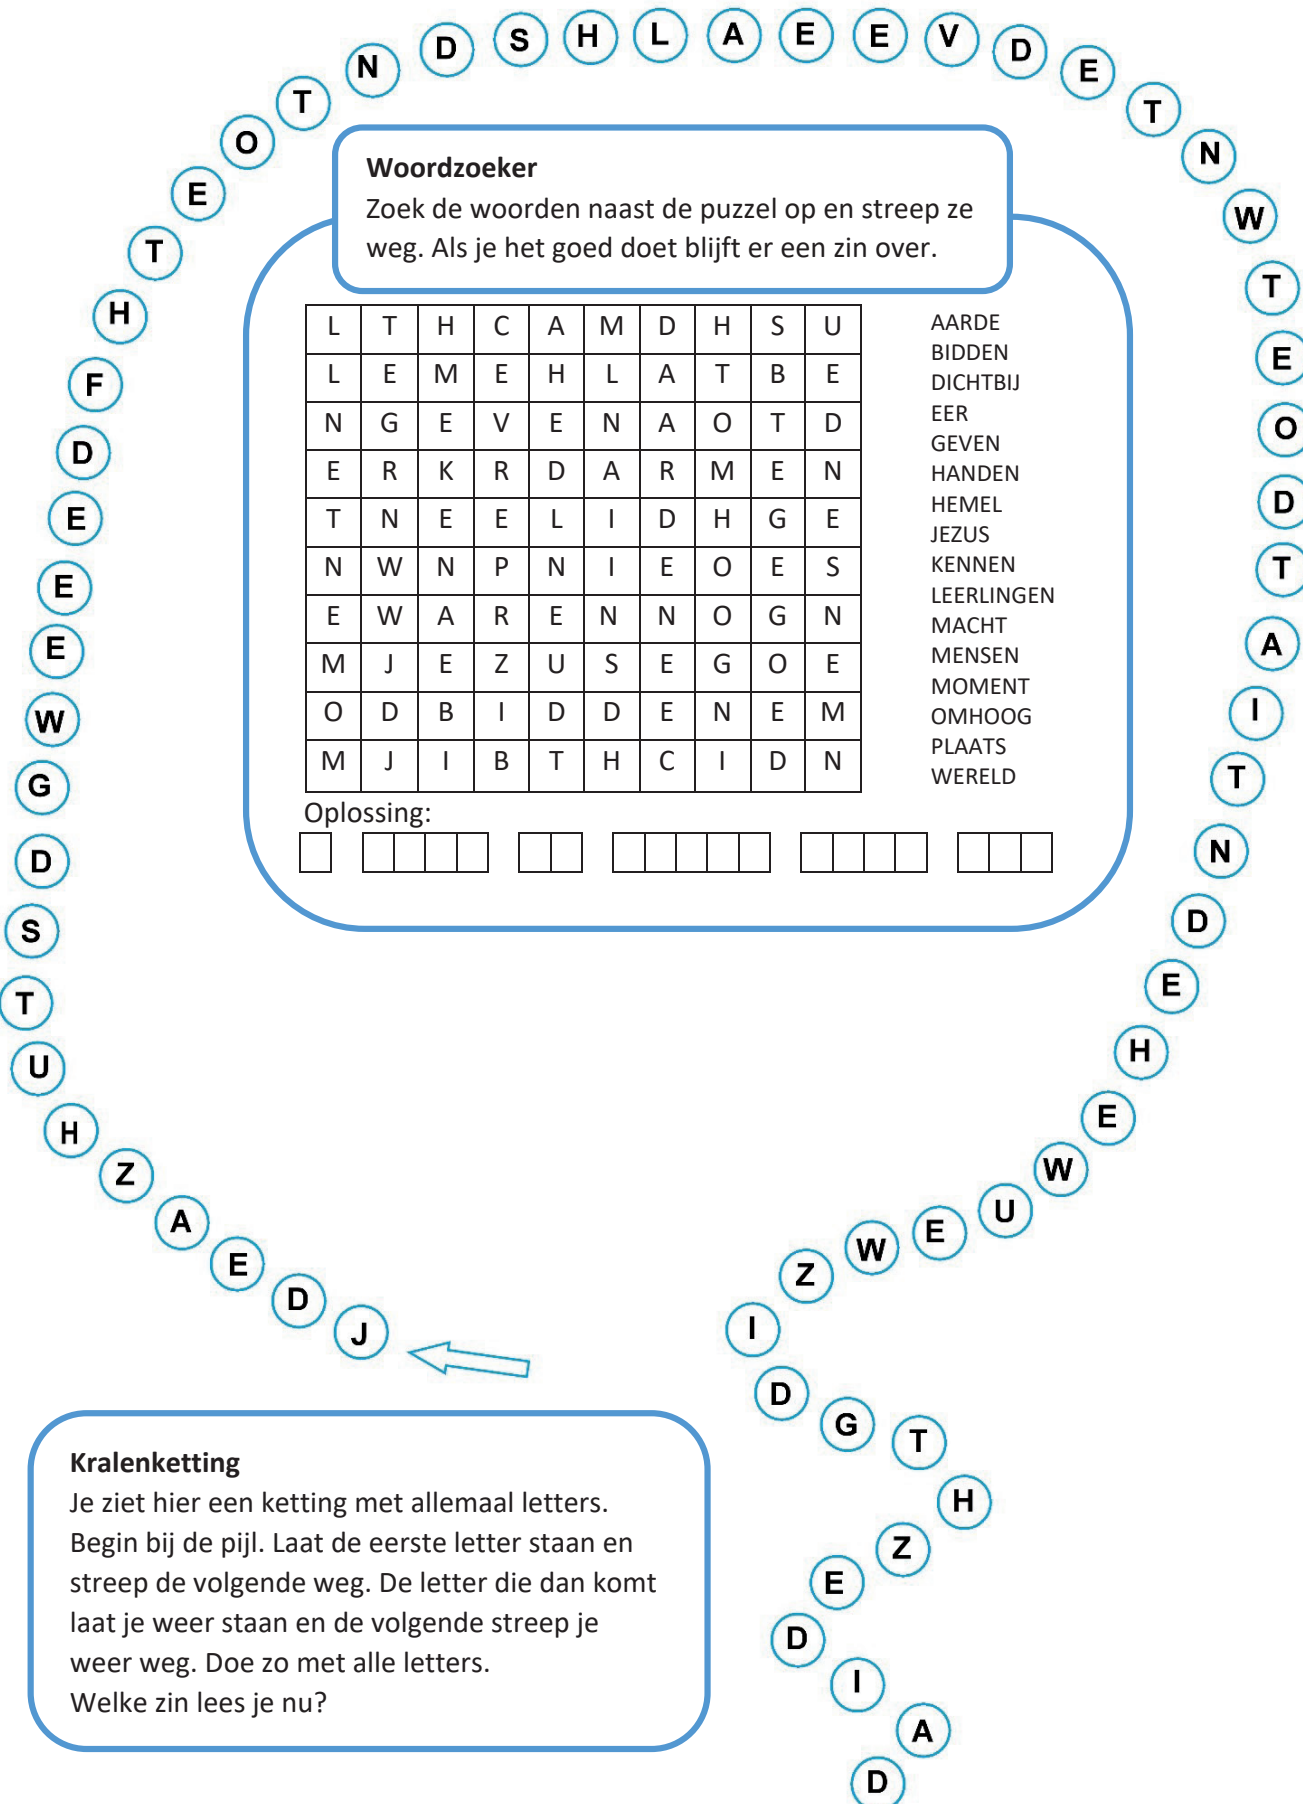 Woordzoeker
Zoek de woorden naast de puzzel op en streep ze
weg. Als je het goed doet blijft er een zin over.
L T H C A M D H S U
L E M E H L A T B E
N G E V E N A O T D
E R K R D A R M E N
T N E E L I D H G E
N W N P N I E O E S
E W A R E N N O G N
M J E Z U S E G O E
O D B I D D E N E M
M J I B T H C I D N
AARDE
BIDDEN
DICHTBIJ
EER
GEVEN
HANDEN
HEMEL
JEZUS
KENNEN
LEERLINGEN
MACHT
MENSEN
MOMENT
OMHOOG
PLAATS
WERELD
Oplossing:
J D E A Z H U T S D G W E E E D F H T E O T N D S H L A E E V D E T N W T E O D T A I T N D E H E W U E W Z I D G T H Z E D I A D
Kralenketting
Je ziet hier een ketting met allemaal letters.
Begin bij de pijl. Laat de eerste letter staan en
streep de volgende weg. De letter die dan komt
laat je weer staan en de volgende streep je
weer weg. Doe zo met alle letters.
Welke zin lees je nu?